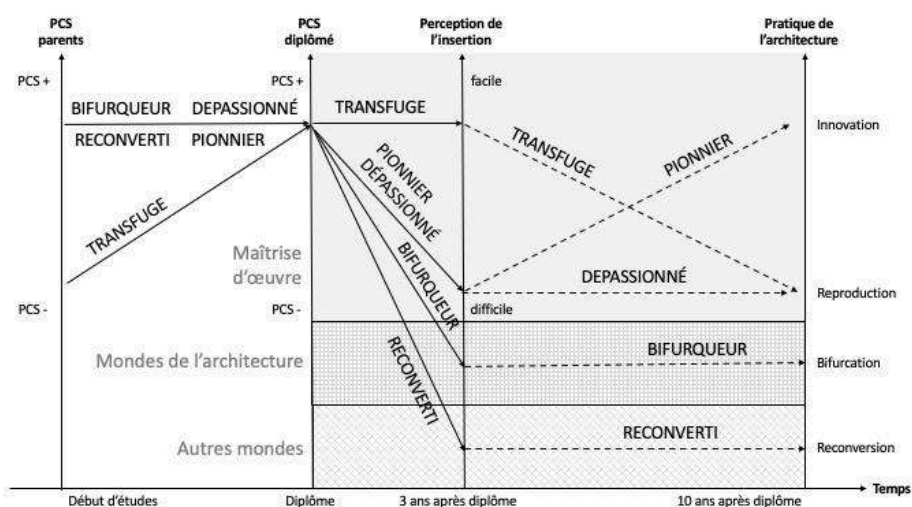 PCS
parents
PCS
diplômé
Perception de
l'insertion
Pratique de
l'architecture
PCS +
PCS +
facile
BIFURQUEUR DEPASSIONNÉ
TRANSFUGE
RECONVERTI PIONNIER
Innovation
TRANSFUGE
PIONNIER
DÉPASSIONNÉ
TRANSFUGE
PIONNIER
Maîtrise
d'œuvre
BIFURQUEUR
DEPASSIONNÉ
Reproduction
PCS -
PCS -
difficile
RECONVERTI
Mondes de l'architecture
BIFURQUEUR
Bifurcation
Autres mondes
RECONVERTI
Reconversion
Temps
Début d'études
Diplôme
3 ans après diplôme
10 ans après diplôme